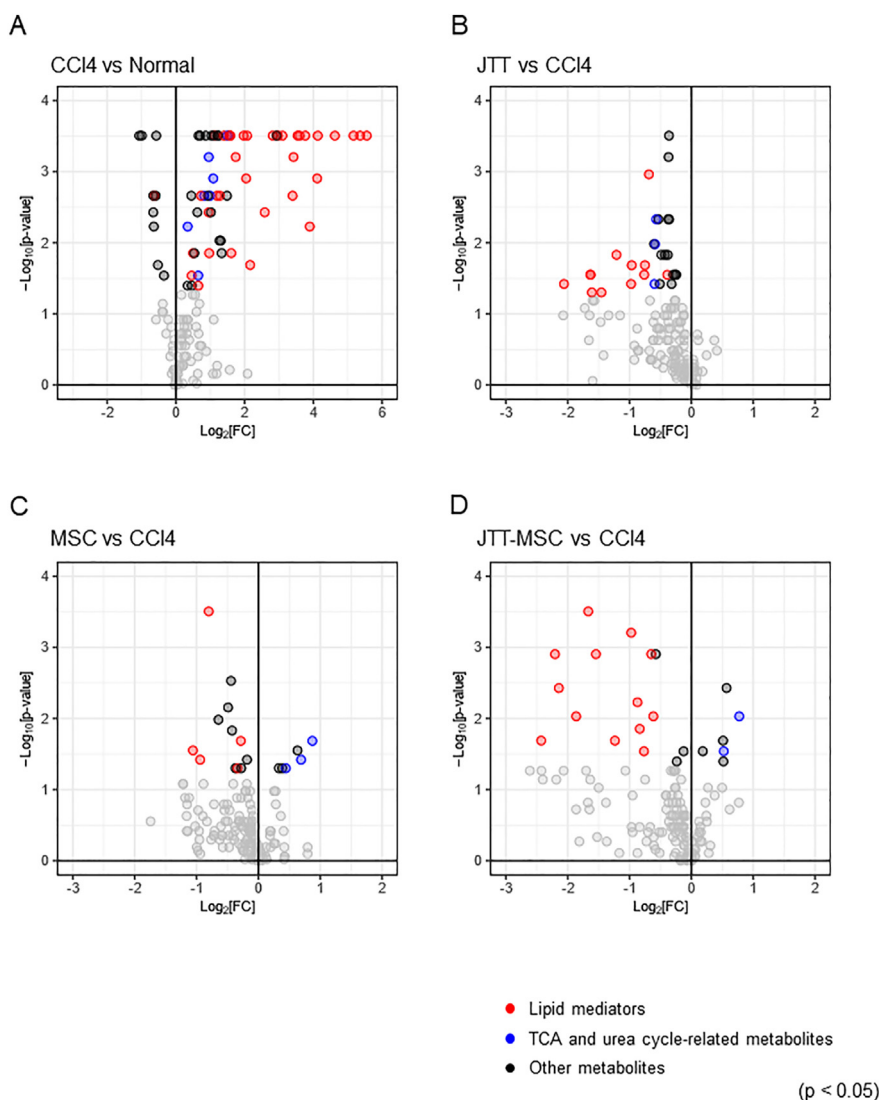 A
CCl4 vs Normal
4
3
2
1
0
−Log10[p-value]
-2 0 2 4 6
Log2[FC]
B
JTT vs CCl4
4
3
2
1
0
−Log10[p-value]
-3 -2 -1 0 1 2
Log2[FC]
C
MSC vs CCl4
4
3
2
1
0
−Log10[p-value]
-3 -2 -1 0 1 2
Log2[FC]
D
JTT-MSC vs CCl4
4
3
2
1
0
−Log10[p-value]
-3 -2 -1 0 1 2
Log2[FC]
Lipid mediators
TCA and urea cycle-related metabolites
Other metabolites
(p < 0.05)